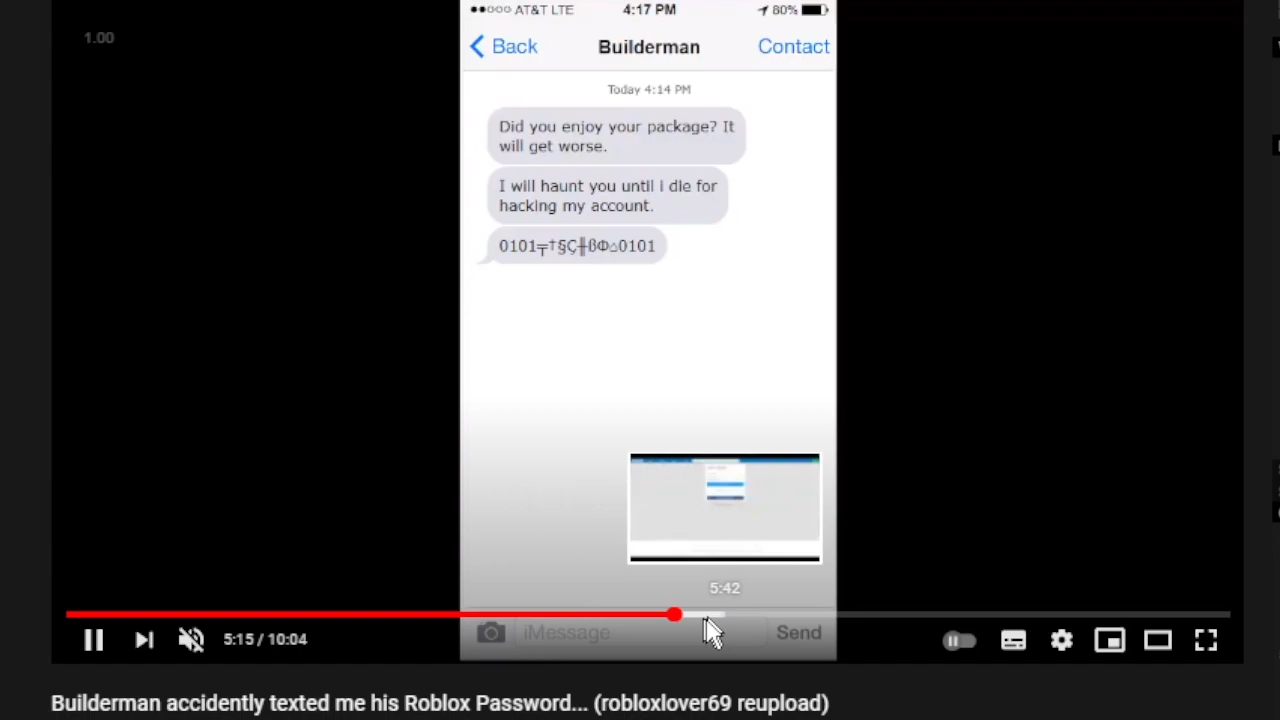 AT&T LTE 4:17 PM 80%
1.00
Back Builderman Contact
Today 4:14 PM
Did you enjoy your package? It
will get worse.
I will haunt you until i die for
hacking my account.
0101╤†§Ç╫βΦ⌂0101
5:42
iMessage Send
5:15 / 10:04
Builderman accidently texted me his Roblox Password... (robloxlover69 reupload)